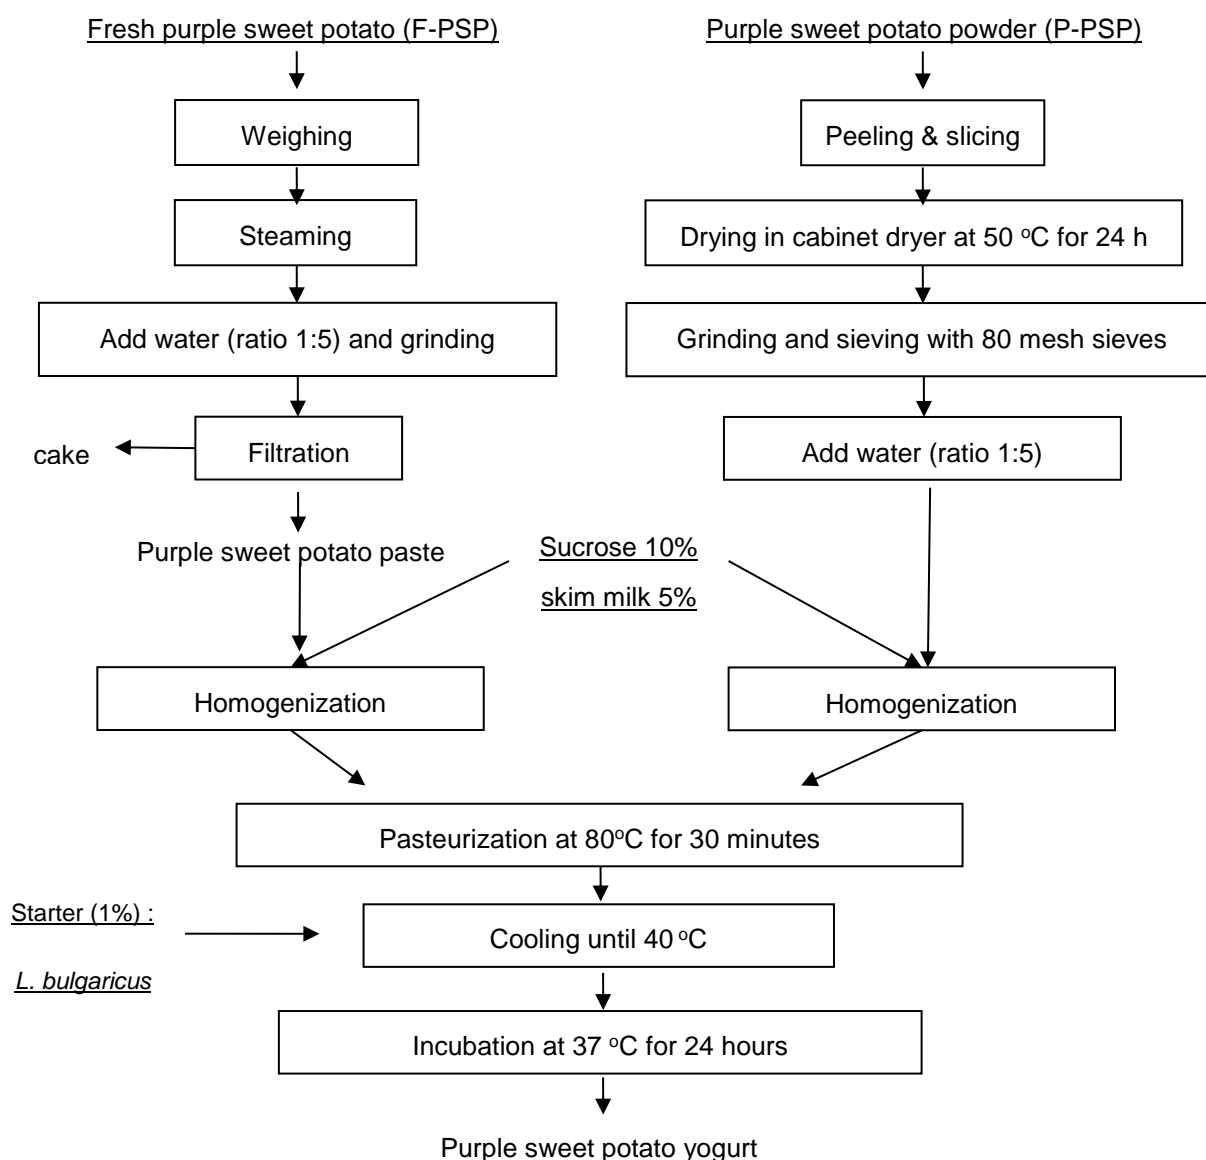 Fresh purple sweet potato (F-PSP)
Purple sweet potato powder (P-PSP)
Weighing
Peeling & slicing
Steaming
Drying in cabinet dryer at 50 °C for 24 h
Add water (ratio 1:5) and grinding
Grinding and sieving with 80 mesh sieves
cake
Filtration
Add water (ratio 1:5)
Purple sweet potato paste
Sucrose 10%
skim milk 5%
Homogenization
Homogenization
Pasteurization at 80°C for 30 minutes
Starter (1%) :
L. bulgaricus
Cooling until 40 °C
Incubation at 37 °C for 24 hours
Purple sweet potato yogurt